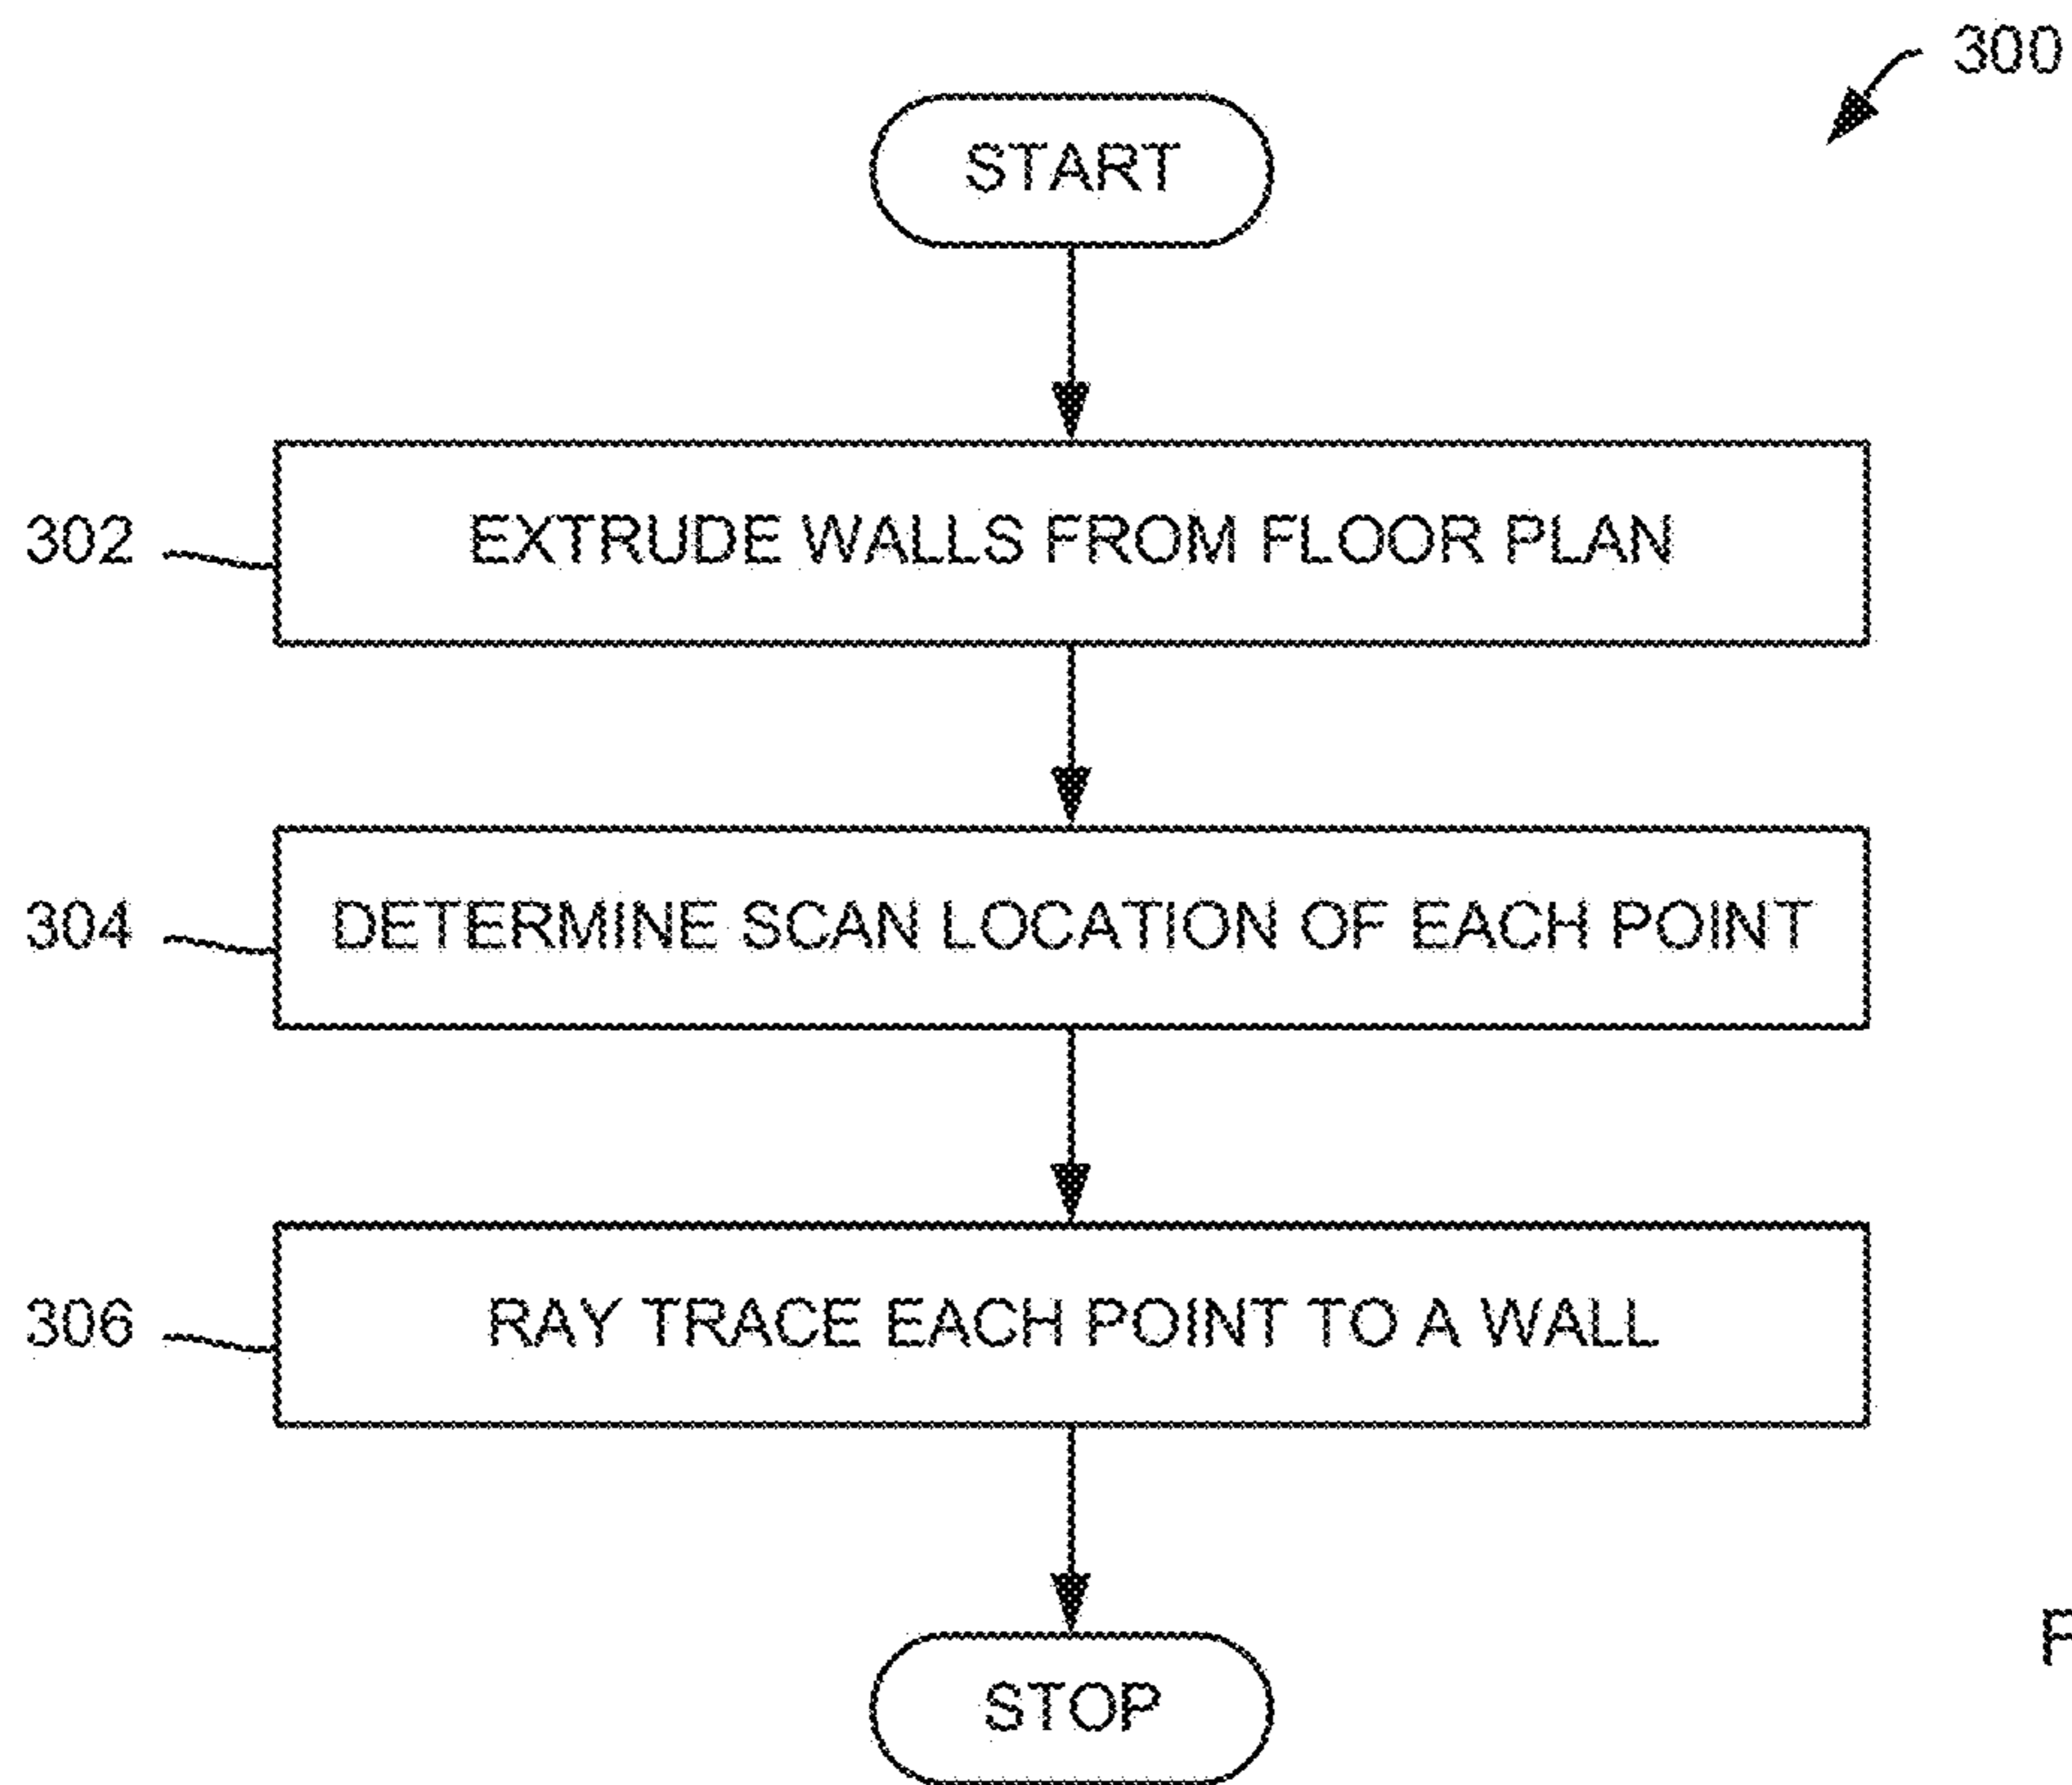 300
START
302
EXTRUDE WALLS FROM FLOOR PLAN
304
DETERMINE SCAN LOCATION OF EACH POINT
306
RAY TRACE EACH POINT TO A WALL
F
STOP